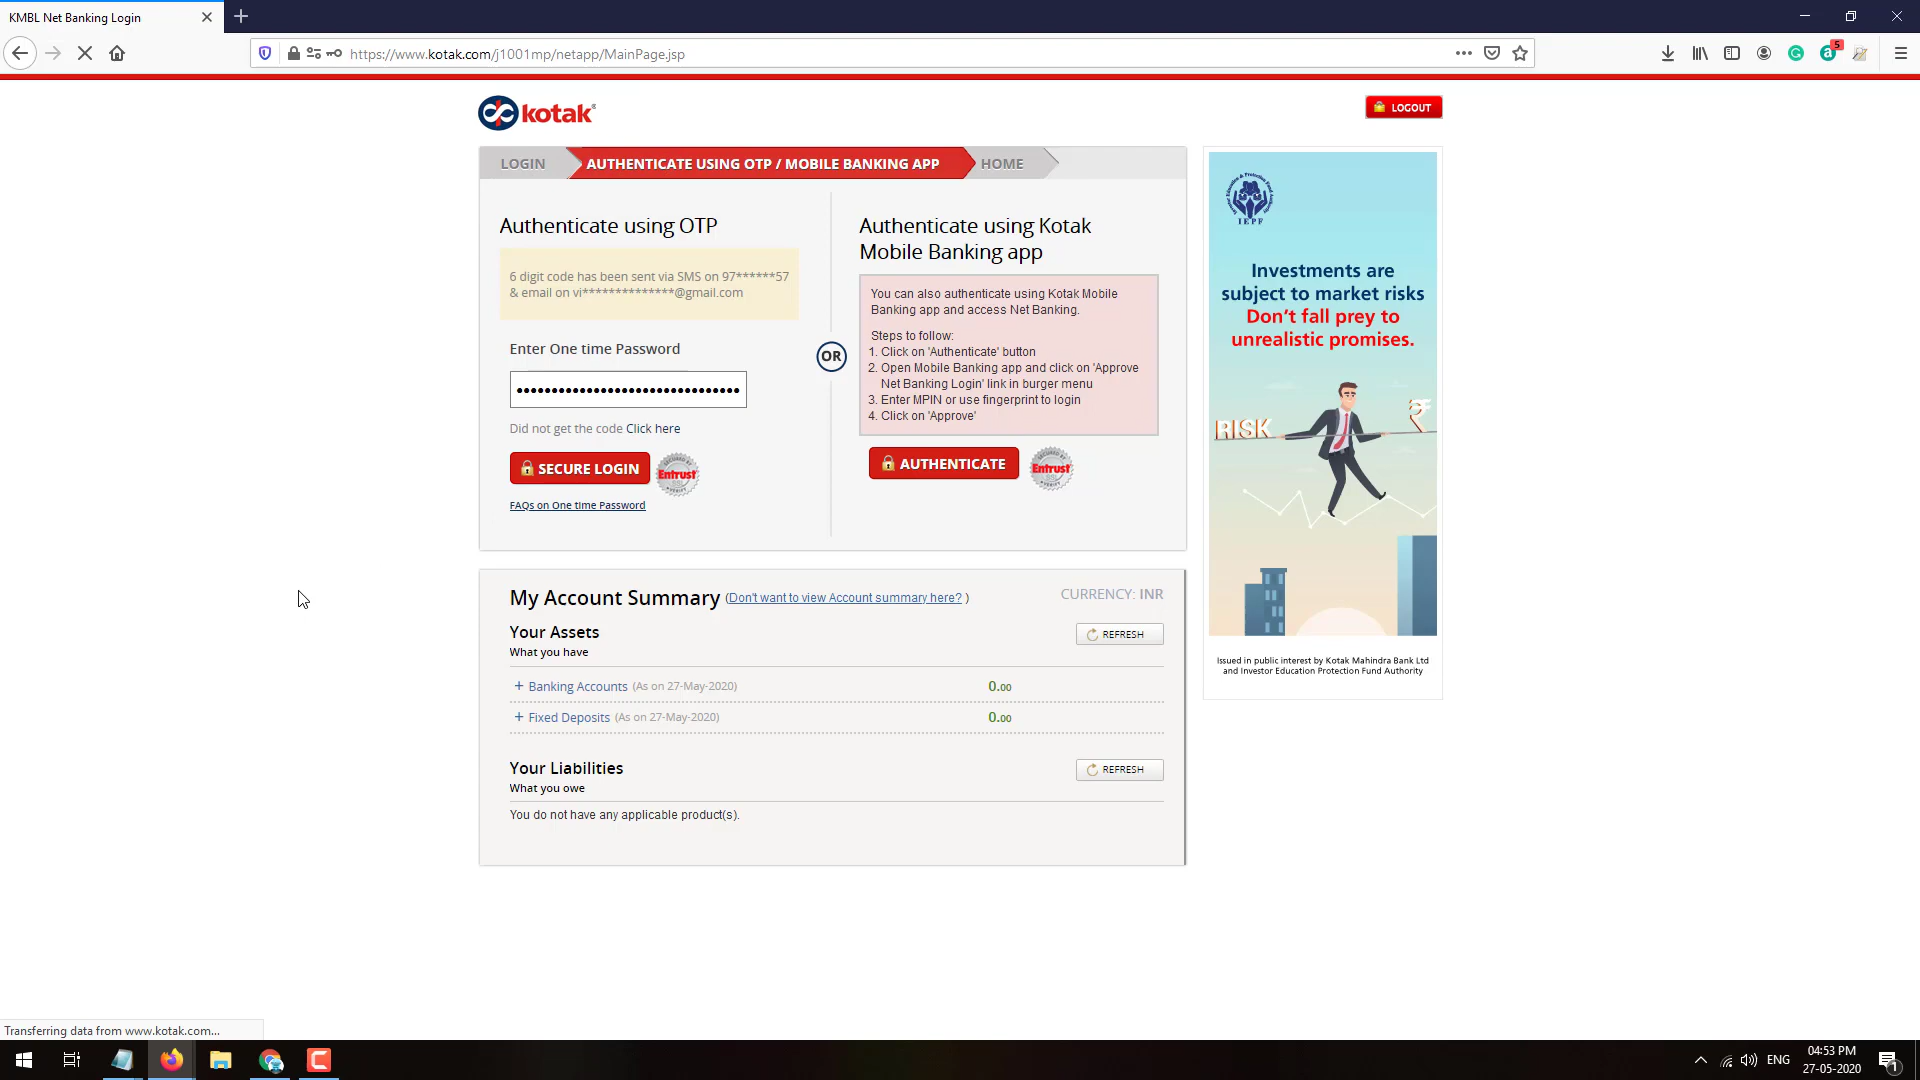 KMBL Net Banking Login
https://www.kotak.com/j1001mp/netapp/MainPage.jsp
5
kotak
LOGOUT
LOGIN
AUTHENTICATE USING OTP / MOBILE BANKING APP
HOME
Authenticate using OTP
6 digit code has been sent via SMS on 97******57
& email on vi**************@gmail.com
Enter One time Password
Did not get the code Click here
SECURE LOGIN
Entrust
FAQs on One time Password
OR
Authenticate using Kotak
Mobile Banking app
You can also authenticate using Kotak Mobile
Banking app and access Net Banking.
Steps to follow:
1. Click on 'Authenticate' button
2. Open Mobile Banking app and click on 'Approve
Net Banking Login' link in burger menu
3. Enter MPIN or use fingerprint to login
4. Click on 'Approve'
AUTHENTICATE
Entrust
IEPF
Investments are
subject to market risks
Don't fall prey to
unrealistic promises.
RISK
₹
Issued in public interest by Kotak Mahindra Bank Ltd
and Investor Education Protection Fund Authority
My Account Summary (Don't want to view Account summary here? )
CURRENCY: INR
Your Assets
What you have
REFRESH
+ Banking Accounts (As on 27-May-2020) 0.00
+ Fixed Deposits (As on 27-May-2020) 0.00
Your Liabilities
What you owe
REFRESH
You do not have any applicable product(s).
Transferring data from www.kotak.com...
ENG
04:53 PM
27-05-2020
1